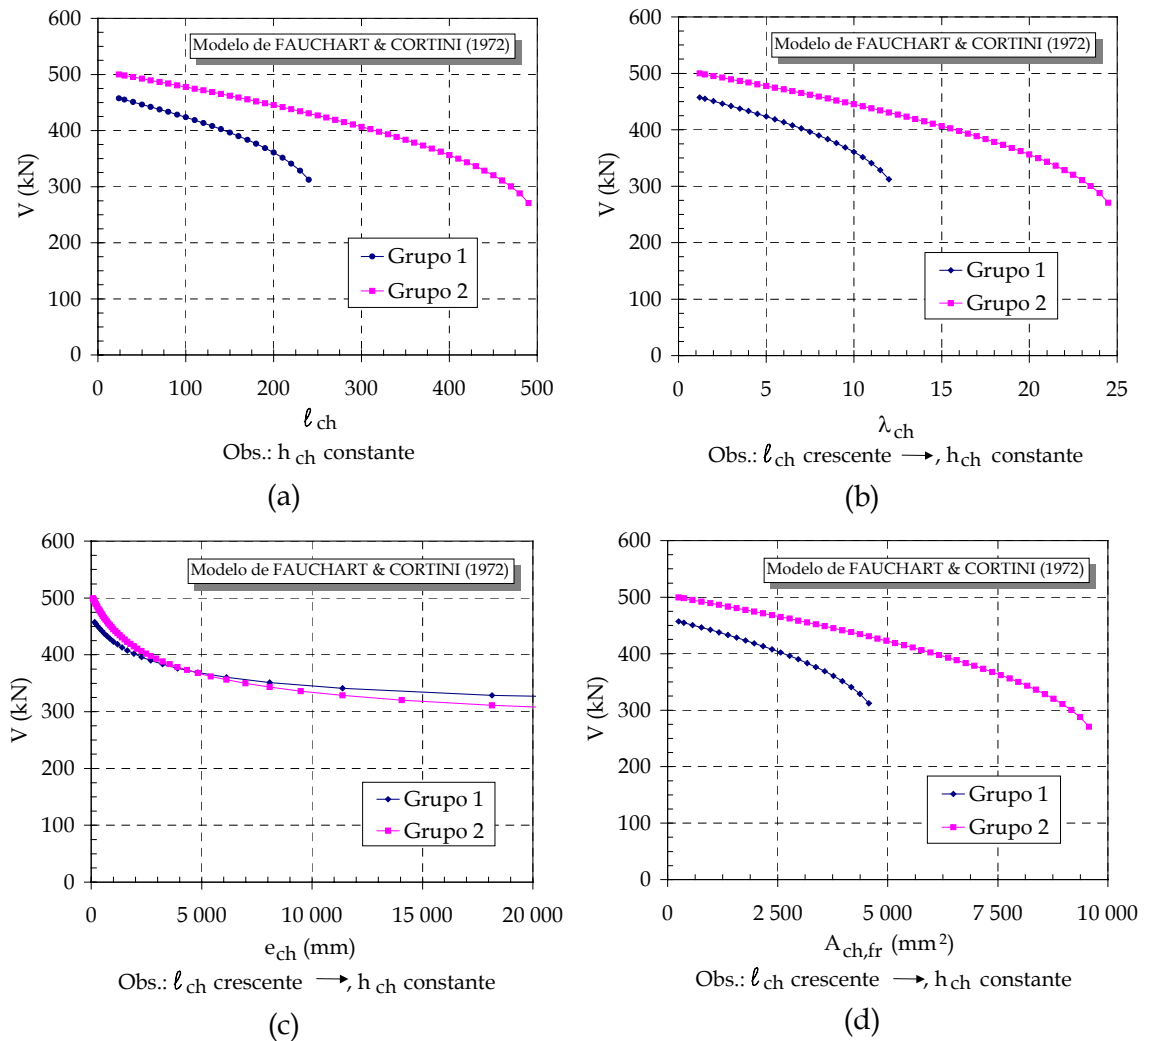 600
500
400
300
200
100
0
V (kN)
Modelo de FAUCHART & CORTINI (1972)
Grupo 1
Grupo 2
0 100 200 300 400 500
ℓch
Obs.: hch constante
(a)
600
500
400
300
200
100
0
V (kN)
Modelo de FAUCHART & CORTINI (1972)
Grupo 1
Grupo 2
0 5 10 15 20 25
λch
Obs.: ℓch crescente →, hch constante
(b)
600
500
400
300
200
100
0
V (kN)
Modelo de FAUCHART & CORTINI (1972)
Grupo 1
Grupo 2
0 5 000 10 000 15 000 20 000
ech (mm)
Obs.: ℓch crescente →, hch constante
(c)
600
500
400
300
200
100
0
V (kN)
Modelo de FAUCHART & CORTINI (1972)
Grupo 1
Grupo 2
0 2 500 5 000 7 500 10 000
Ach,fr (mm²)
Obs.: ℓch crescente →, hch constante
(d)